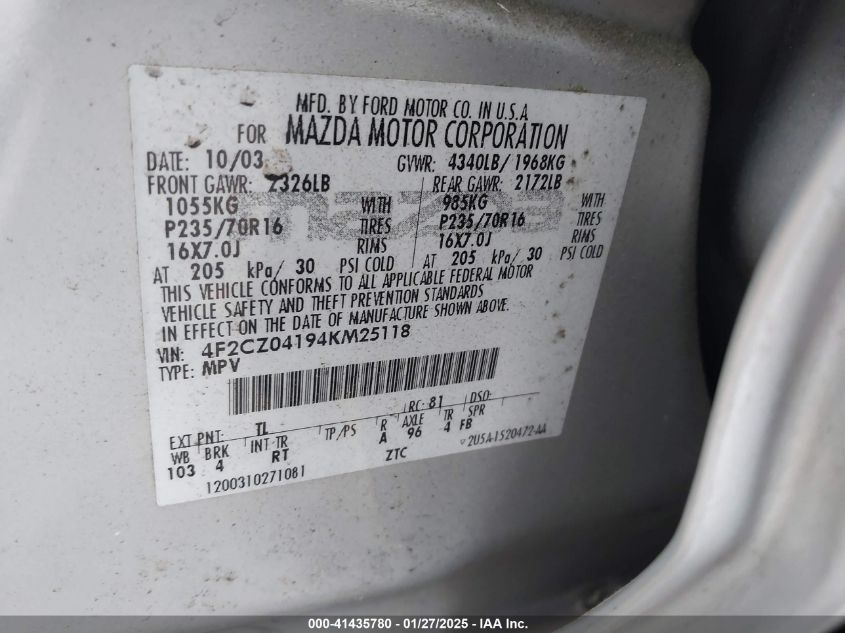 MFD. BY FORD MOTOR CO. IN U.S.A
FOR MAZDA MOTOR CORPORATION
DATE: 10/03 GVWR: 4340LB/ 1968KG
FRONT GAWR: 2326LB REAR GAWR: 2172LB
1055KG WITH 985KG WITH
P235/70R16 TIRES P235/70R16 TIRES
16X7.0J RIMS 16X7.0J RIMS
AT 205 kPa/ 30 PSI COLD AT 205 kPa/ 30 PSI COLD
THIS VEHICLE CONFORMS TO ALL APPLICABLE FEDERAL MOTOR
VEHICLE SAFETY AND THEFT PREVENTION STANDARDS
IN EFFECT ON THE DATE OF MANUFACTURE SHOWN ABOVE.
VIN: 4F2CZ04194KM25118
TYPE: MPV
RC: 81 DSO:
EXT PNT: TL
WB BRK INT TR TP/PS R AXLE TR SPR
103 4 RT A 96 4 FB
ZTC
2U5A-1520472-AA
1200310271081
mazda
000-41435780 - 01/27/2025 - IAA Inc.